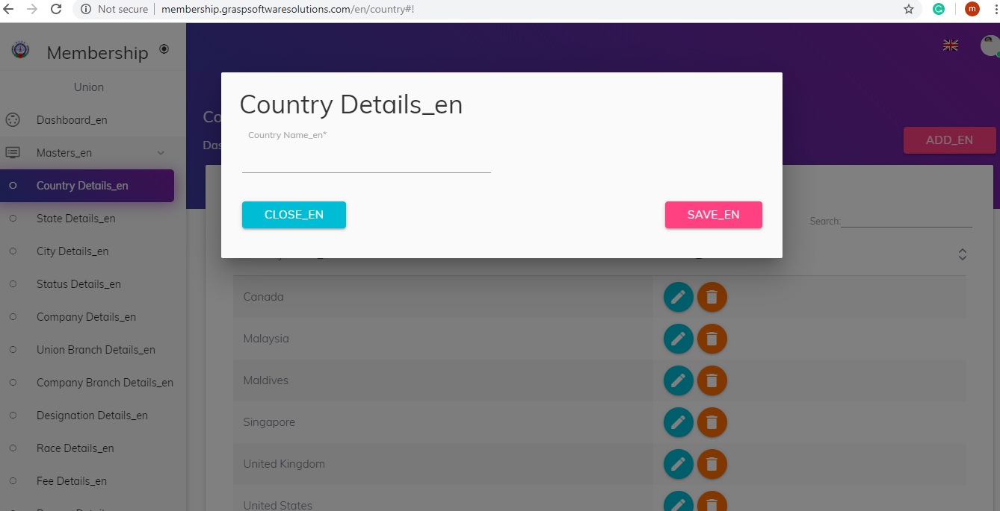 Not secure | membership.graspsoftwaresolutions.com/en/country#!
m
Membership
Union
Dashboard_en
Masters_en
Country Details_en
State Details_en
City Details_en
Status Details_en
Company Details_en
Union Branch Details_en
Company Branch Details_en
Designation Details_en
Race Details_en
Fee Details_en
Co
Das
ADD_EN
Country Details_en
Country Name_en*
CLOSE_EN
SAVE_EN
Search:
Canada
Malaysia
Maldives
Singapore
United Kingdom
United States